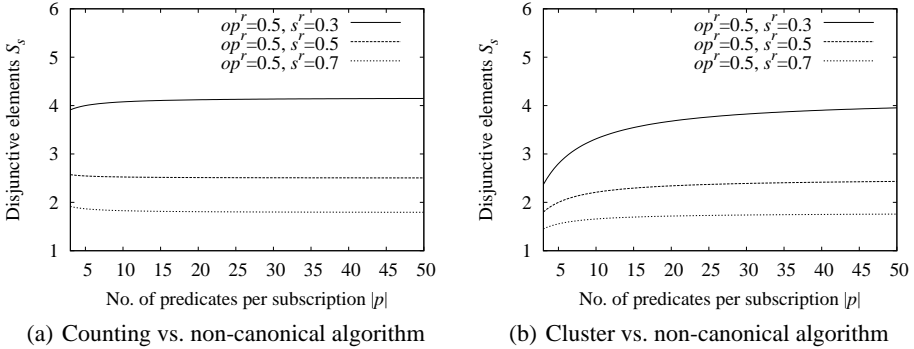 Disjunctive elements S_s
6
5
4
3
2
1
op^r=0.5, s^r=0.3
op^r=0.5, s^r=0.5
op^r=0.5, s^r=0.7
5 10 15 20 25 30 35 40 45 50
No. of predicates per subscription |p|
(a) Counting vs. non-canonical algorithm
Disjunctive elements S_s
6
5
4
3
2
1
op^r=0.5, s^r=0.3
op^r=0.5, s^r=0.5
op^r=0.5, s^r=0.7
5 10 15 20 25 30 35 40 45 50
No. of predicates per subscription |p|
(b) Cluster vs. non-canonical algorithm